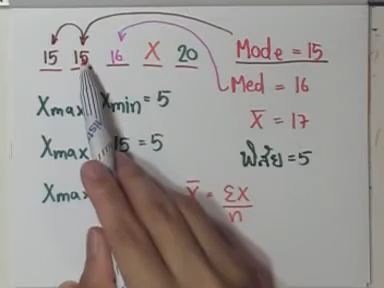 15 15 16 X 20
Mode = 15
Med = 16
X̄ = 17
พิสัย = 5
Xmax Xmin = 5
Xmax 15 = 5
Xmax
X̄ = ΣX
n